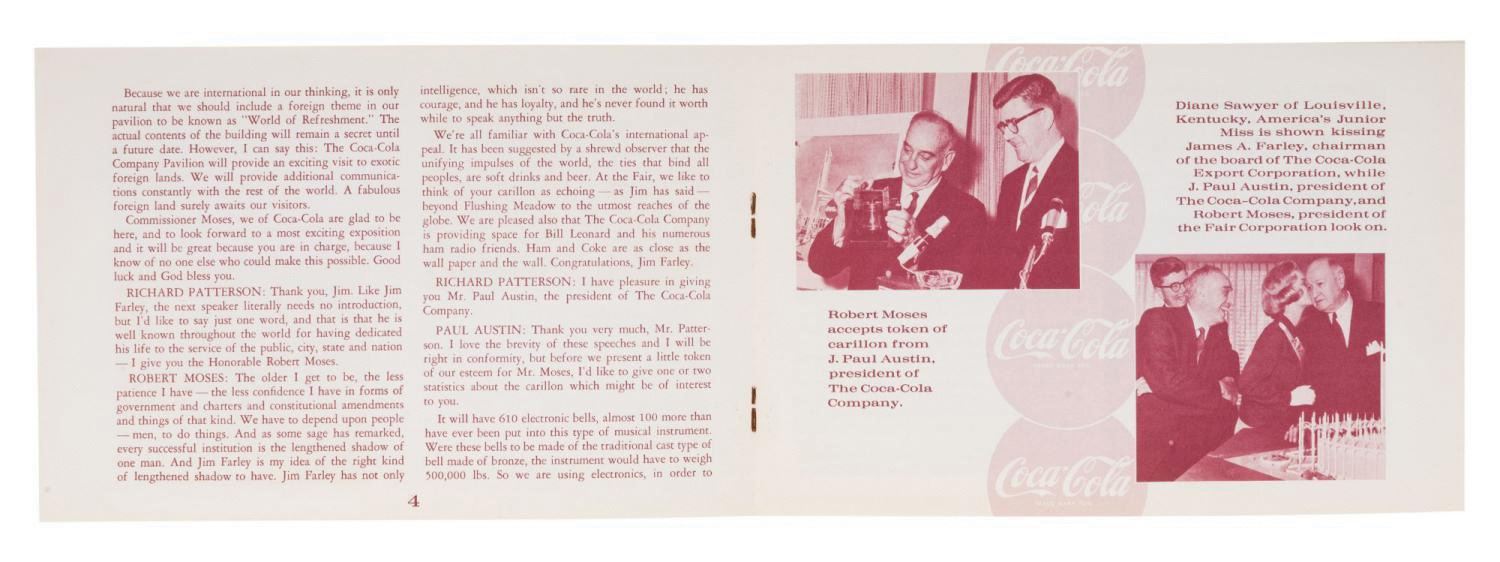 Because we are international in our thinking, it is only
natural that we should include a foreign theme in our
pavilion to be known as "World of Refreshment." The
actual contents of the building will remain a secret until
a future date. However, I can say this: The Coca-Cola
Company Pavilion will provide an exciting visit to exotic
foreign lands. We will provide additional communica-
tions constantly with the rest of the world. A fabulous
foreign land surely awaits our visitors.
Commissioner Moses, we of Coca-Cola are glad to be
here, and to look forward to a most exciting exposition
and it will be great because you are in charge, because I
know of no one else who could make this possible. Good
luck and God bless you.
RICHARD PATTERSON: Thank you, Jim. Like Jim
Farley, the next speaker literally needs no introduction,
but I'd like to say just one word, and that is that he is
well known throughout the world for having dedicated
his life to the service of the public, city, state and nation
— I give you the Honorable Robert Moses.
ROBERT MOSES: The older I get to be, the less
patience I have — the less confidence I have in forms of
government and charters and constitutional amendments
and things of that kind. We have to depend upon people
— men, to do things. And as some sage has remarked,
every successful institution is the lengthened shadow of
one man. And Jim Farley is my idea of the right kind
of lengthened shadow to have. Jim Farley has not only
intelligence, which isn't so rare in the world; he has
courage, and he has loyalty, and he's never found it worth
while to speak anything but the truth.
We're all familiar with Coca-Cola's international ap-
peal. It has been suggested by a shrewd observer that the
unifying impulses of the world, the ties that bind all
peoples, are soft drinks and beer. At the Fair, we like to
think of your carillon as echoing — as Jim has said —
beyond Flushing Meadow to the utmost reaches of the
globe. We are pleased also that The Coca-Cola Company
is providing space for Bill Leonard and his numerous
ham radio friends. Ham and Coke are as close as the
wall paper and the wall. Congratulations, Jim Farley.
RICHARD PATTERSON: I have pleasure in giving
you Mr. Paul Austin, the president of The Coca-Cola
Company.
PAUL AUSTIN: Thank you very much, Mr. Patter-
son. I love the brevity of these speeches and I will be
right in conformity, but before we present a little token
of our esteem for Mr. Moses, I'd like to give one or two
statistics about the carillon which might be of interest
to you.
It will have 610 electronic bells, almost 100 more than
have ever been put into this type of musical instrument.
Were these bells to be made of the traditional cast type of
bell made of bronze, the instrument would have to weigh
500,000 lbs. So we are using electronics, in order to
4
Coca-Cola
Cola
Coca-Cola
TRADE MARK REG.
Coca-Cola
TRADE MARK REG.
Robert Moses
accepts token of
carillon from
J. Paul Austin,
president of
The Coca-Cola
Company.
Diane Sawyer of Louisville,
Kentucky, America's Junior
Miss is shown kissing
James A. Farley, chairman
of the board of The Coca-Cola
Export Corporation, while
J. Paul Austin, president of
The Coca-Cola Company, and
Robert Moses, president of
the Fair Corporation look on.